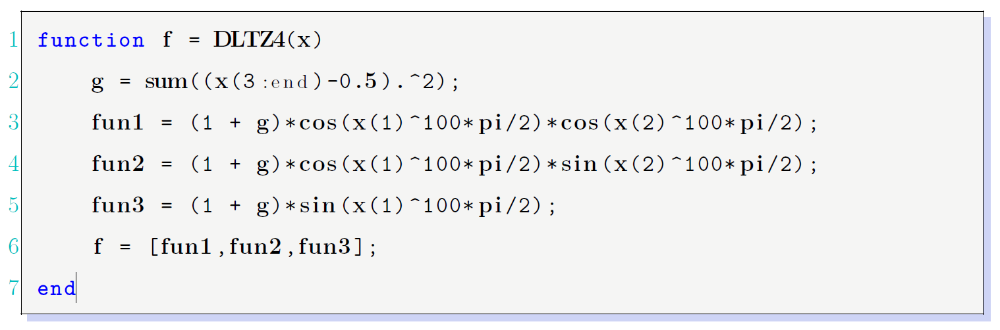 1 function f = DLTZ4(x)
2 g = sum((x(3:end)-0.5).^2);
3 fun1 = (1 + g)*cos(x(1)^100*pi/2)*cos(x(2)^100*pi/2);
4 fun2 = (1 + g)*cos(x(1)^100*pi/2)*sin(x(2)^100*pi/2);
5 fun3 = (1 + g)*sin(x(1)^100*pi/2);
6 f = [fun1,fun2,fun3];
7 end